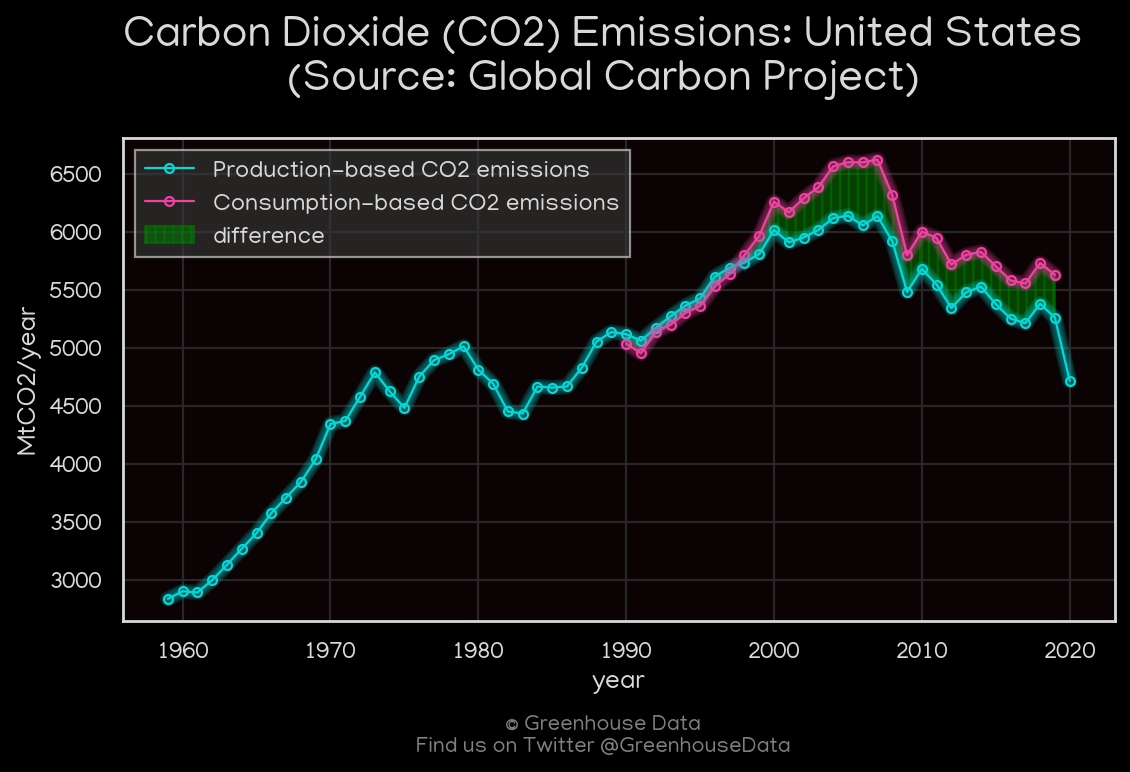 Carbon Dioxide (CO2) Emissions: United States
(Source: Global Carbon Project)
Production-based CO2 emissions
Consumption-based CO2 emissions
difference
MtCO2/year
6500
6000
5500
5000
4500
4000
3500
3000
1960 1970 1980 1990 2000 2010 2020
year
© Greenhouse Data
Find us on Twitter @GreenhouseData